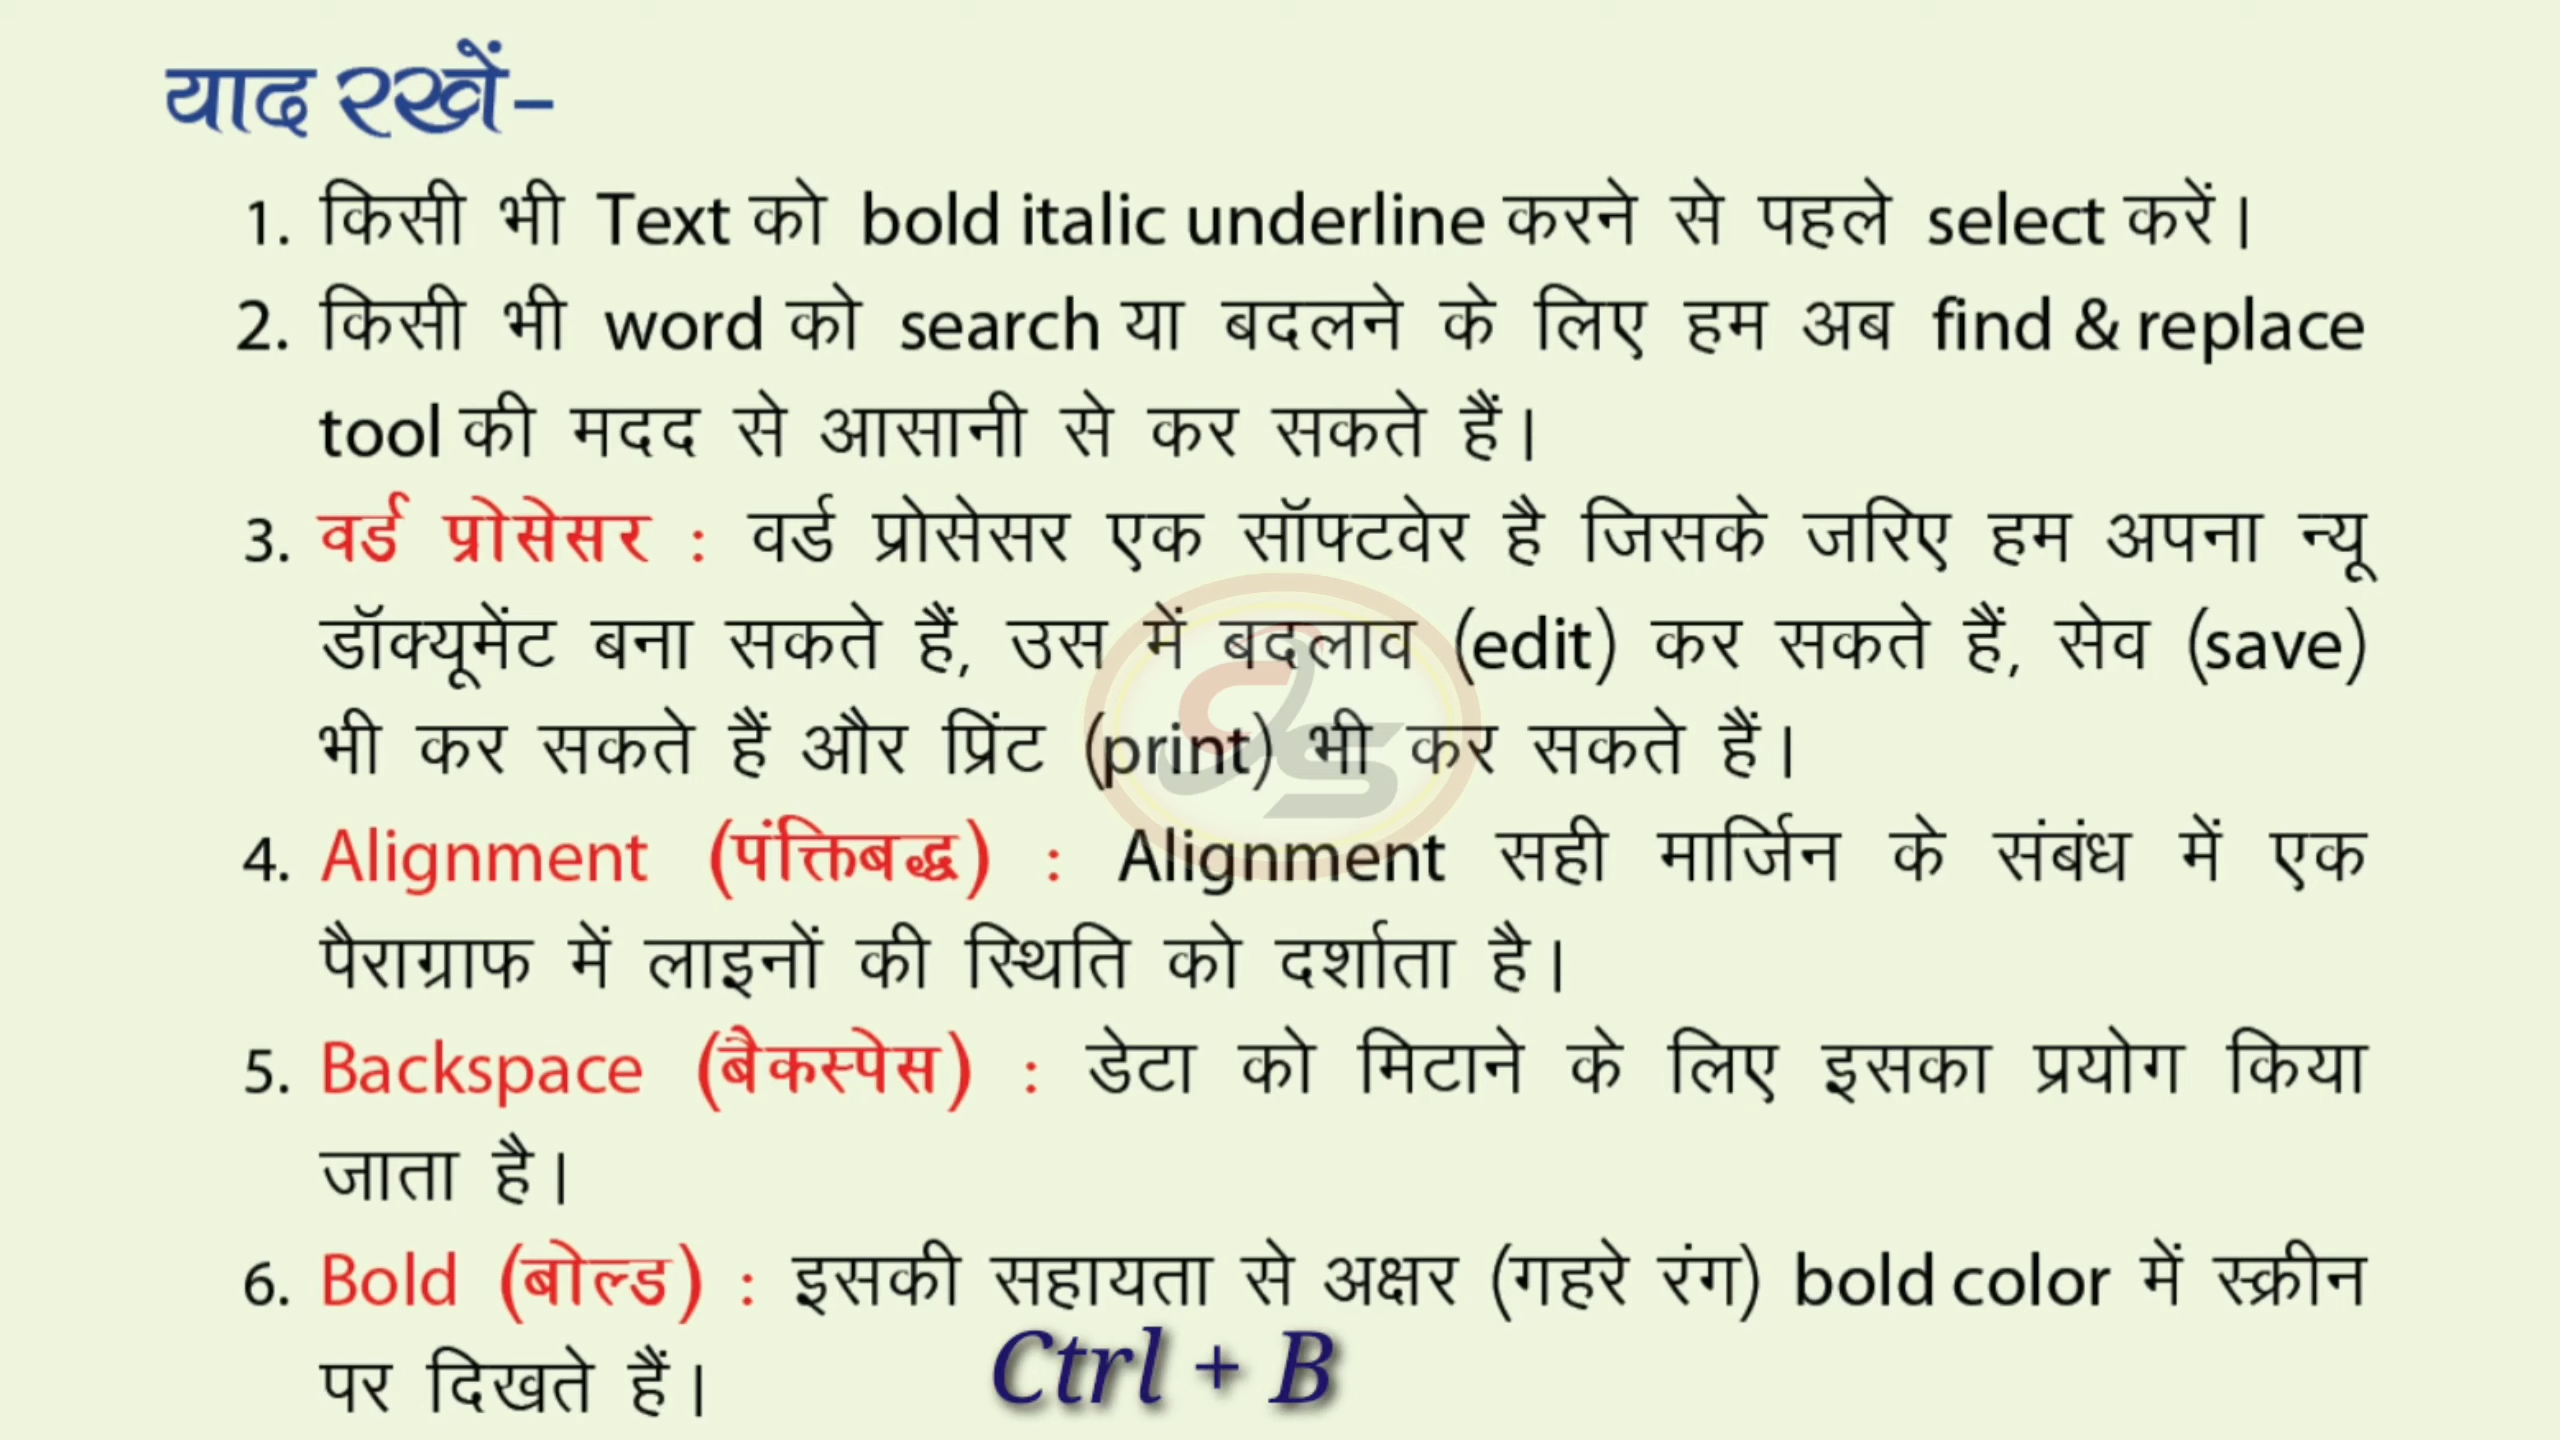 याद रखें-
1. किसी भी Text को bold italic underline करने से पहले select करें।
2. किसी भी word को search या बदलने के लिए हम अब find & replace
tool की मदद से आसानी से कर सकते हैं।
3. वर्ड प्रोसेसर : वर्ड प्रोसेसर एक सॉफ्टवेर है जिसके जरिए हम अपना न्यू
डॉक्यूमेंट बना सकते हैं, उस में बदलाव (edit) कर सकते हैं, सेव (save)
भी कर सकते हैं और प्रिंट (print) भी कर सकते हैं।
4. Alignment (पंक्तिबद्ध) : Alignment सही मार्जिन के संबंध में एक
पैराग्राफ में लाइनों की स्थिति को दर्शाता है।
5. Backspace (बैकस्पेस) : डेटा को मिटाने के लिए इसका प्रयोग किया
जाता है।
6. Bold (बोल्ड) : इसकी सहायता से अक्षर (गहरे रंग) bold color में स्क्रीन
पर दिखते हैं। Ctrl + B